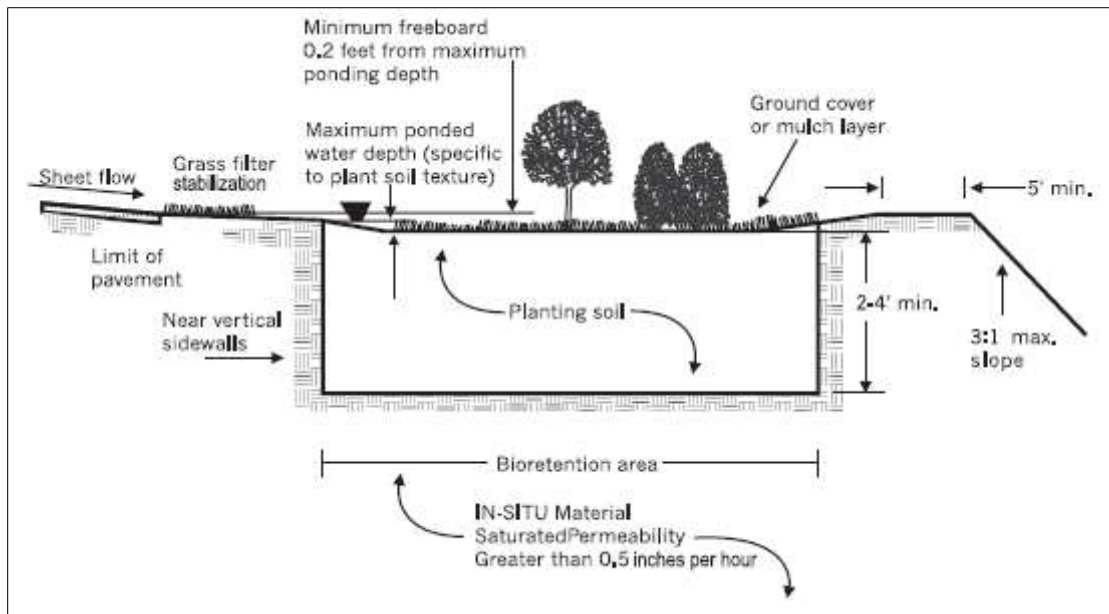 Minimum freeboard
0.2 feet from maximum
ponding depth
Ground cover
or mulch layer
Maximum ponded
water depth (specific
to plant soil texture)
Grass filter
stabilization
Sheet flow
5' min.
Limit of
pavement
Planting soil
2-4' min.
Near vertical
sidewalls
3:1 max.
slope
Bioretention area
IN-SITU Material
SaturatedPermeability
Greater than 0.5 inches per hour